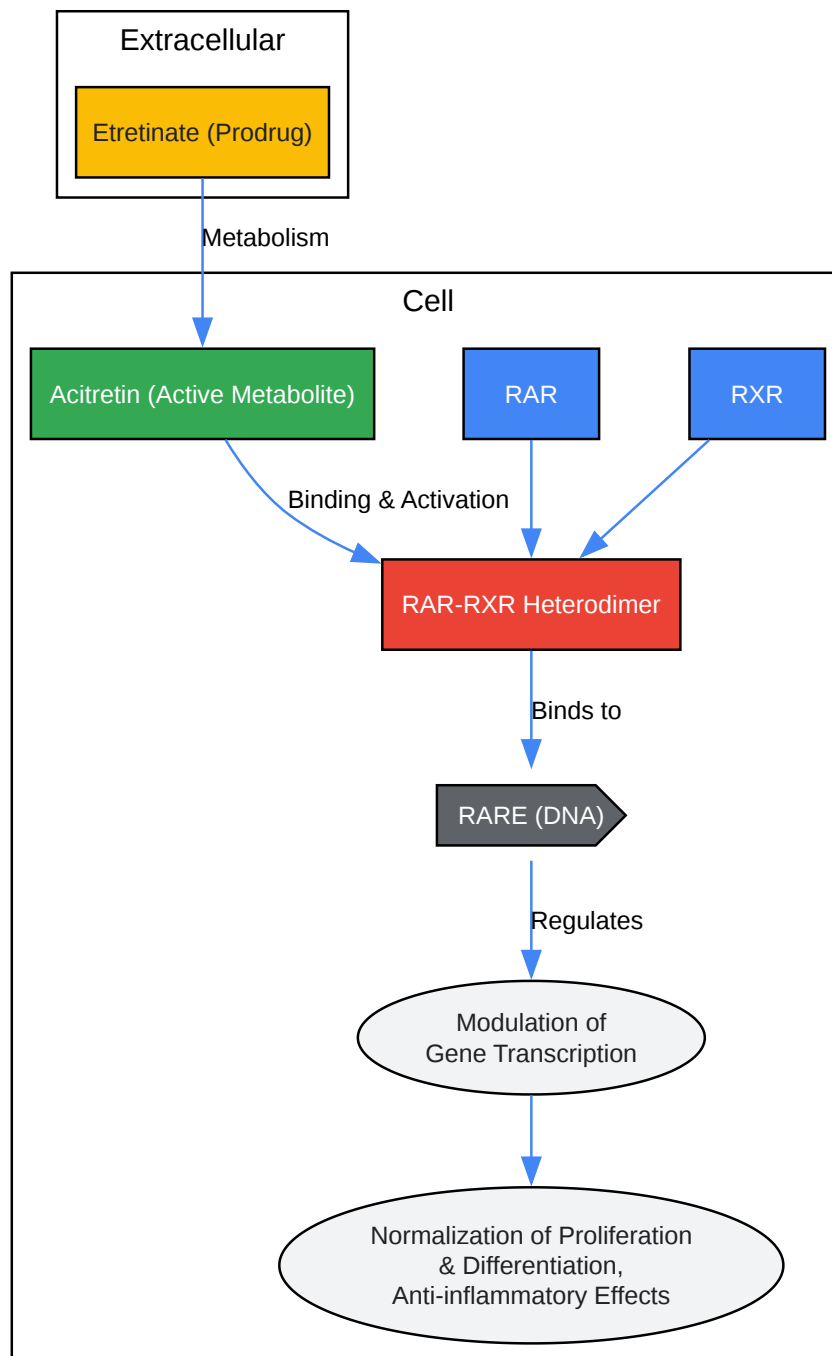 Extracellular
Etretinate (Prodrug)
Metabolism
Cell
Acitretin (Active Metabolite)
RAR
RXR
Binding & Activation
RAR-RXR Heterodimer
Binds to
RARE (DNA)
Regulates
Modulation of
Gene Transcription
Normalization of Proliferation
& Differentiation,
Anti-inflammatory Effects